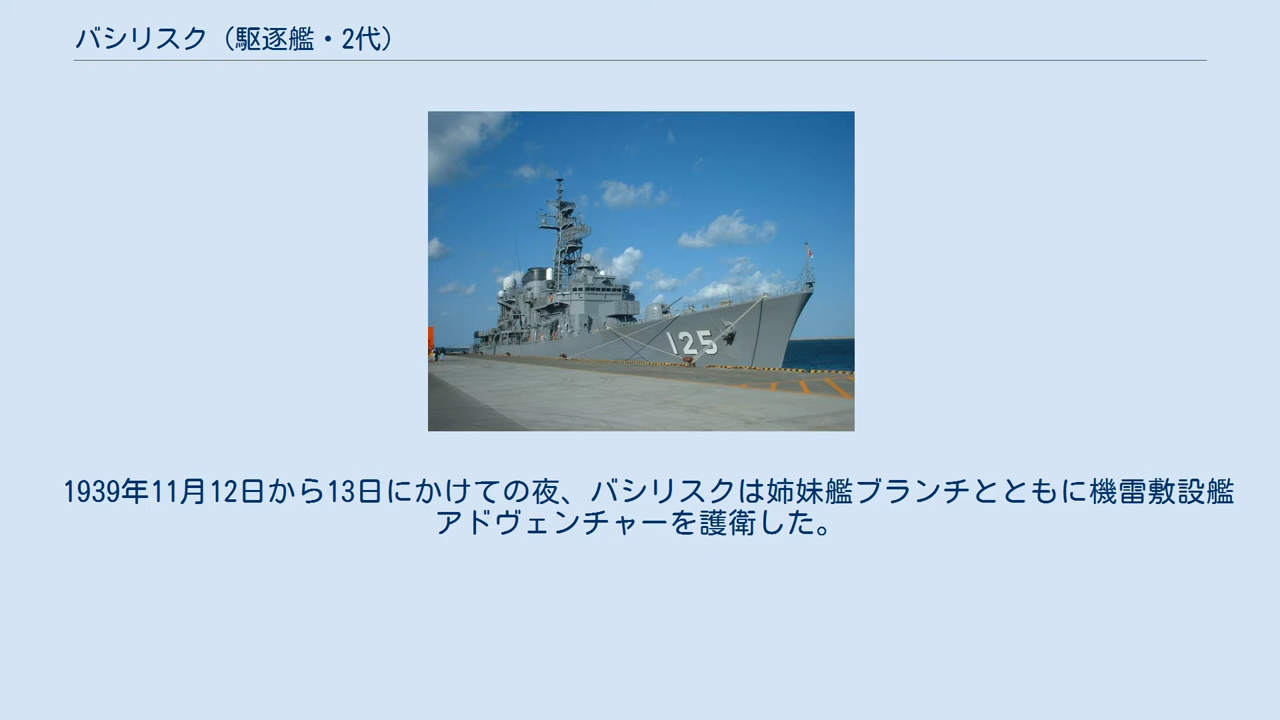 バシリスク（駆逐艦・2代）
125
1939年11月12日から13日にかけての夜、バシリスクは姉妹艦ブランチとともに機雷敷設艦
アドヴェンチャーを護衛した。